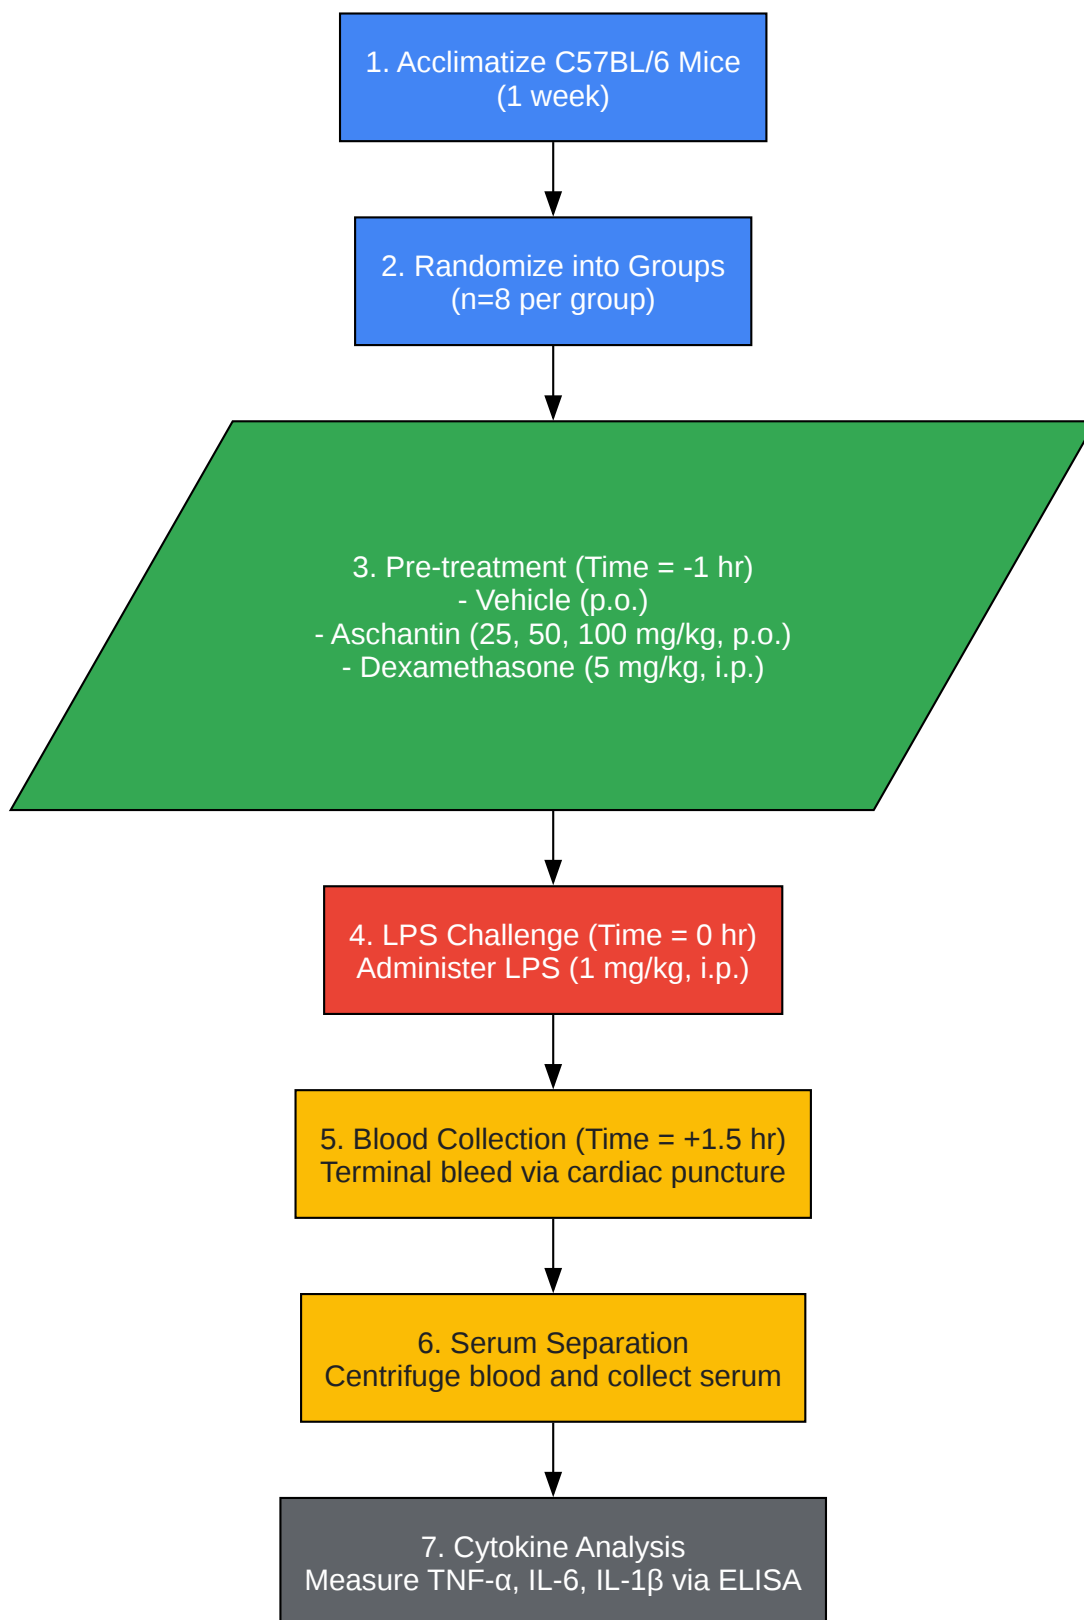 1. Acclimatize C57BL/6 Mice
(1 week)
2. Randomize into Groups
(n=8 per group)
3. Pre-treatment (Time = -1 hr)
- Vehicle (p.o.)
- Aschantin (25, 50, 100 mg/kg, p.o.)
- Dexamethasone (5 mg/kg, i.p.)
4. LPS Challenge (Time = 0 hr)
Administer LPS (1 mg/kg, i.p.)
5. Blood Collection (Time = +1.5 hr)
Terminal bleed via cardiac puncture
6. Serum Separation
Centrifuge blood and collect serum
7. Cytokine Analysis
Measure TNF-α, IL-6, IL-1β via ELISA